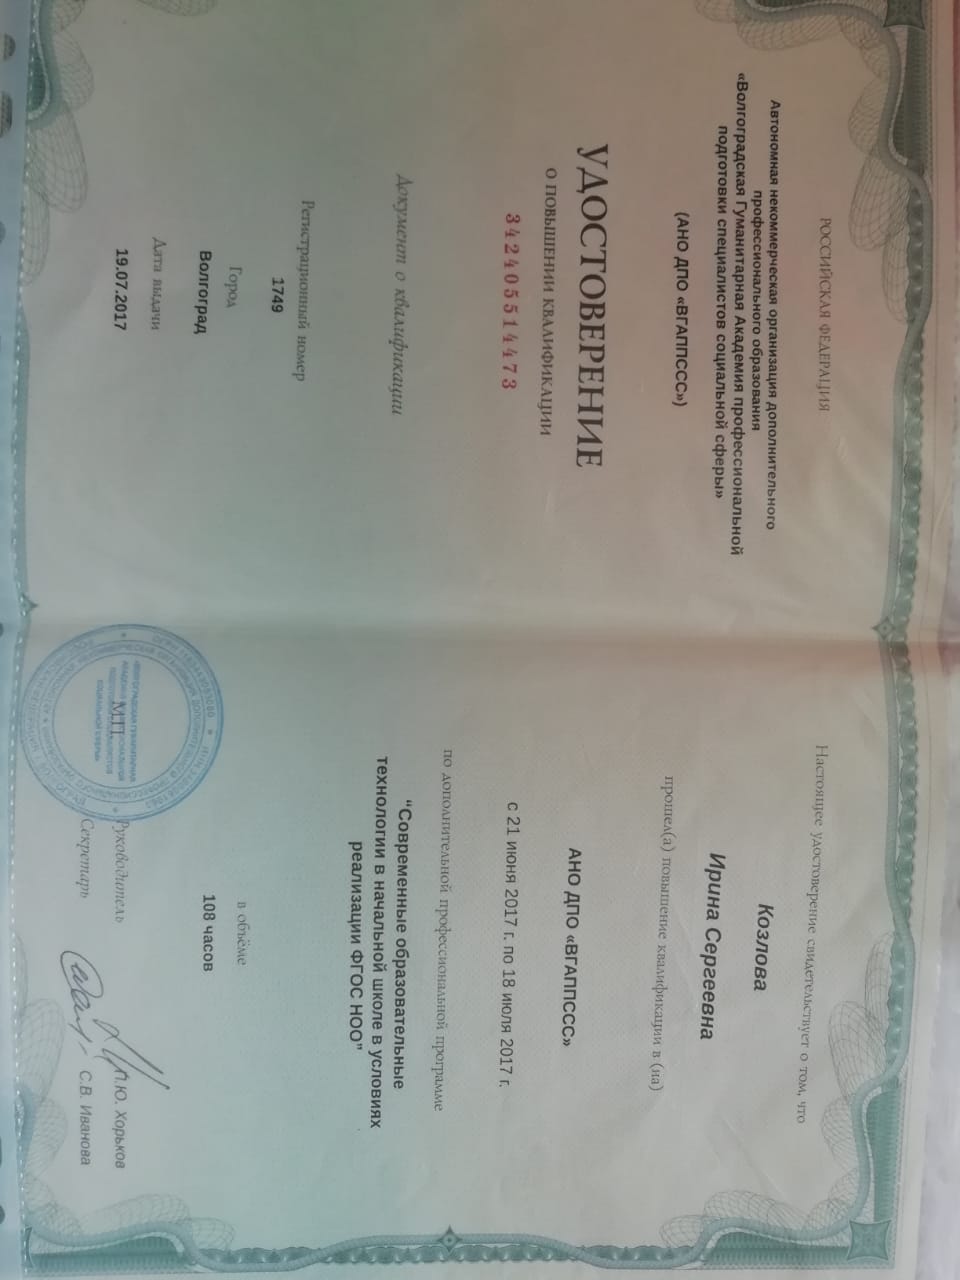 РОССИЙСКАЯ ФЕДЕРАЦИЯ
Автономная некоммерческая организация дополнительного
профессионального образования
«Волгоградская Гуманитарная Академия профессиональной
подготовки специалистов социальной сферы»
(АНО ДПО «ВГАППССС»)
УДОСТОВЕРЕНИЕ
О ПОВЫШЕНИИ КВАЛИФИКАЦИИ
342405514473
Документ о квалификации
Регистрационный номер
1749
Город
Волгоград
Дата выдачи
19.07.2017
Настоящее удостоверение свидетельствует о том, что
Козлова
Ирина Сергеевна
прошел(а) повышение квалификации в (на)
АНО ДПО «ВГАППССС»
с 21 июня 2017 г. по 18 июля 2017 г.
по дополнительной профессиональной программе
“Современные образовательные
технологии в начальной школе в условиях
реализации ФГОС НОО”
в объёме
108 часов
М.П.
Руководитель
.Ю. Хорьков
Секретарь
С.В. Иванова